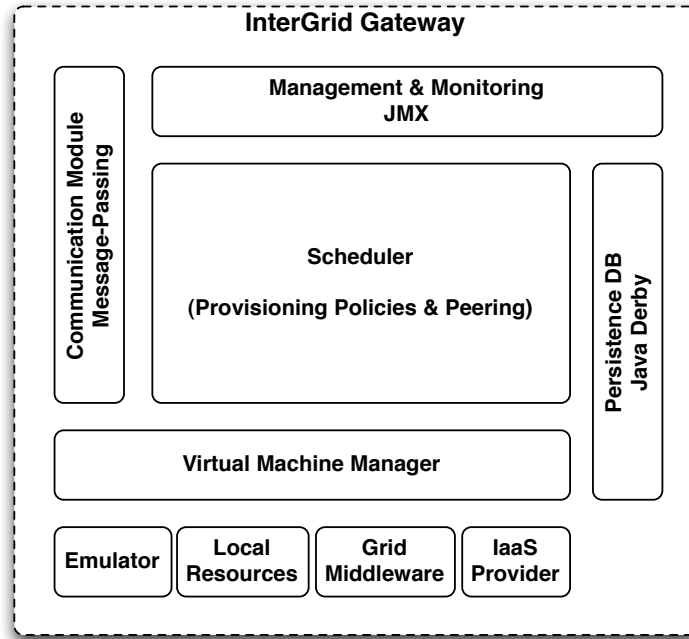 InterGrid Gateway
Communication Module
Message-Passing
Management & Monitoring
JMX
Scheduler
(Provisioning Policies & Peering)
Persistence DB
Java Derby
Virtual Machine Manager
Emulator
Local
Resources
Grid
Middleware
IaaS
Provider